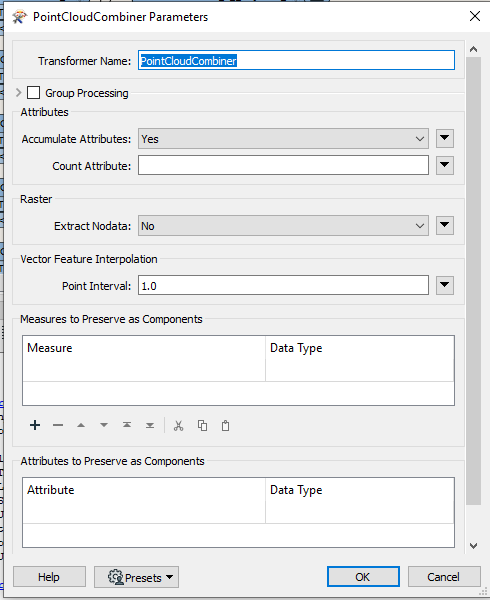 PointCloudCombiner Parameters
Transformer Name: PointCloudCombiner
Group Processing
Attributes
Accumulate Attributes: Yes
Count Attribute:
Raster
Extract Nodata: No
Vector Feature Interpolation
Point Interval: 1.0
Measures to Preserve as Components
Measure Data Type
Attributes to Preserve as Components
Attribute Data Type
Help Presets OK Cancel